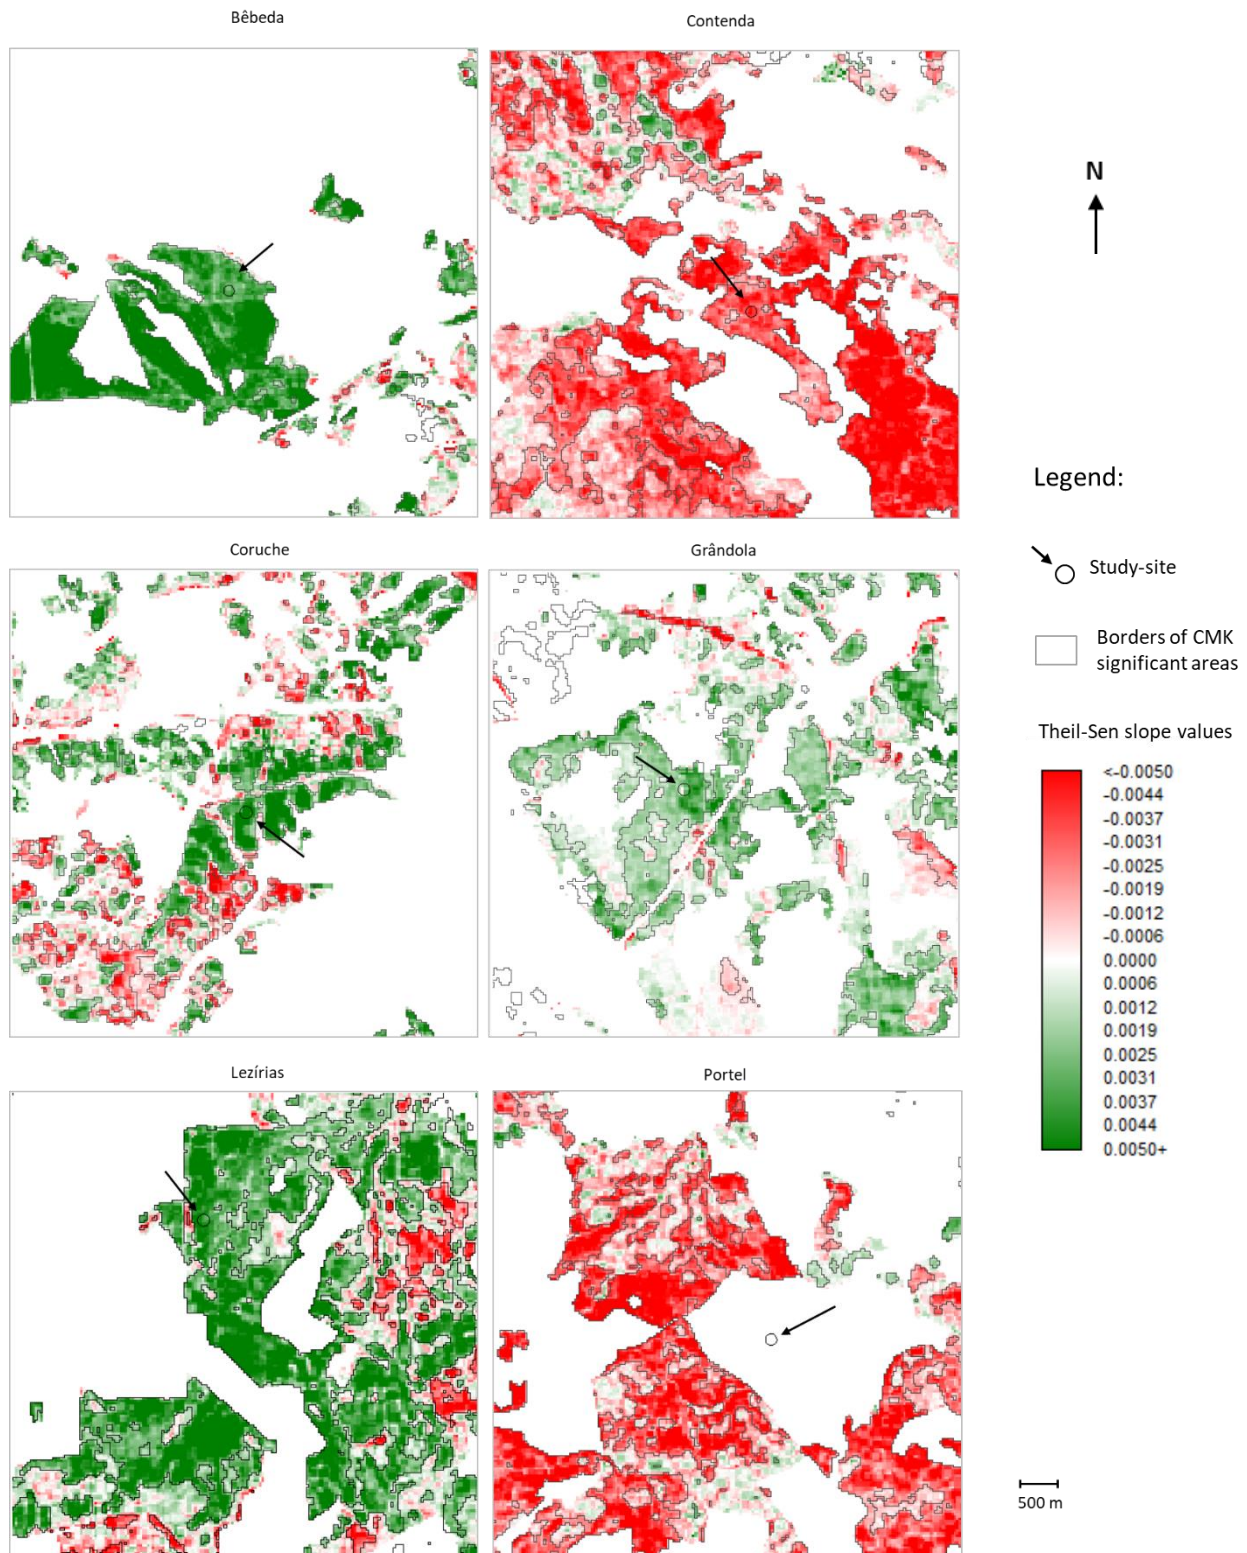 Bêbeda
Contenda
N
Legend:
Coruche
Grândola
Study-site
Borders of CMK
significant areas
Theil-Sen slope values
<-0.0050
-0.0044
-0.0037
-0.0031
-0.0025
-0.0019
-0.0012
-0.0006
0.0000
0.0006
0.0012
0.0019
0.0025
0.0031
0.0037
0.0044
0.0050+
Lezírias
Portel
500 m